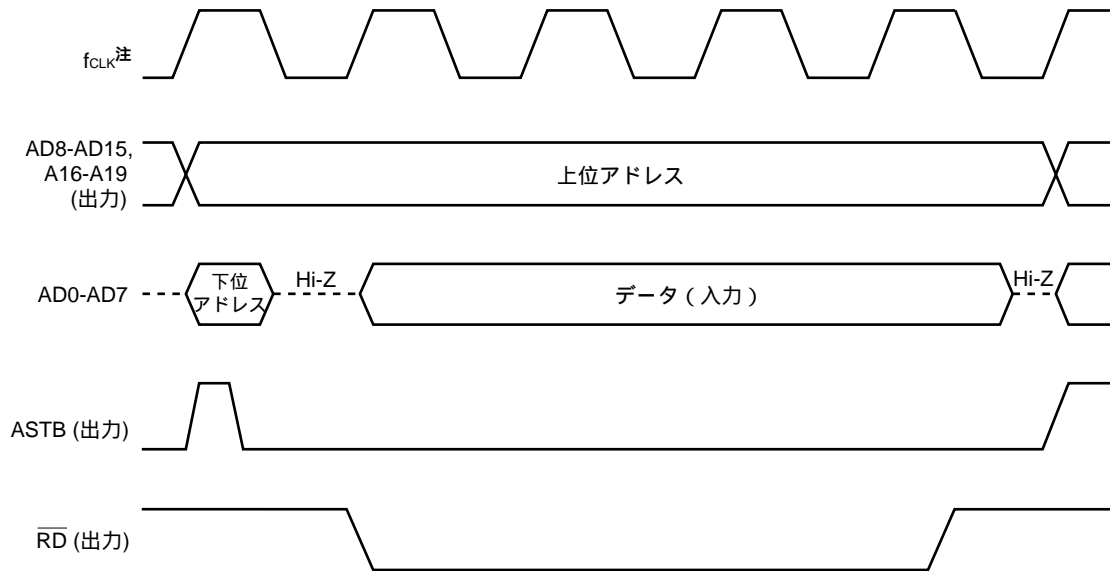 fCLK注
AD8-AD15,
A16-A19
(出力)
上位アドレス
AD0-AD7
下位
アドレス
Hi-Z
データ(入力)
Hi-Z
ASTB (出力)
RD (出力)